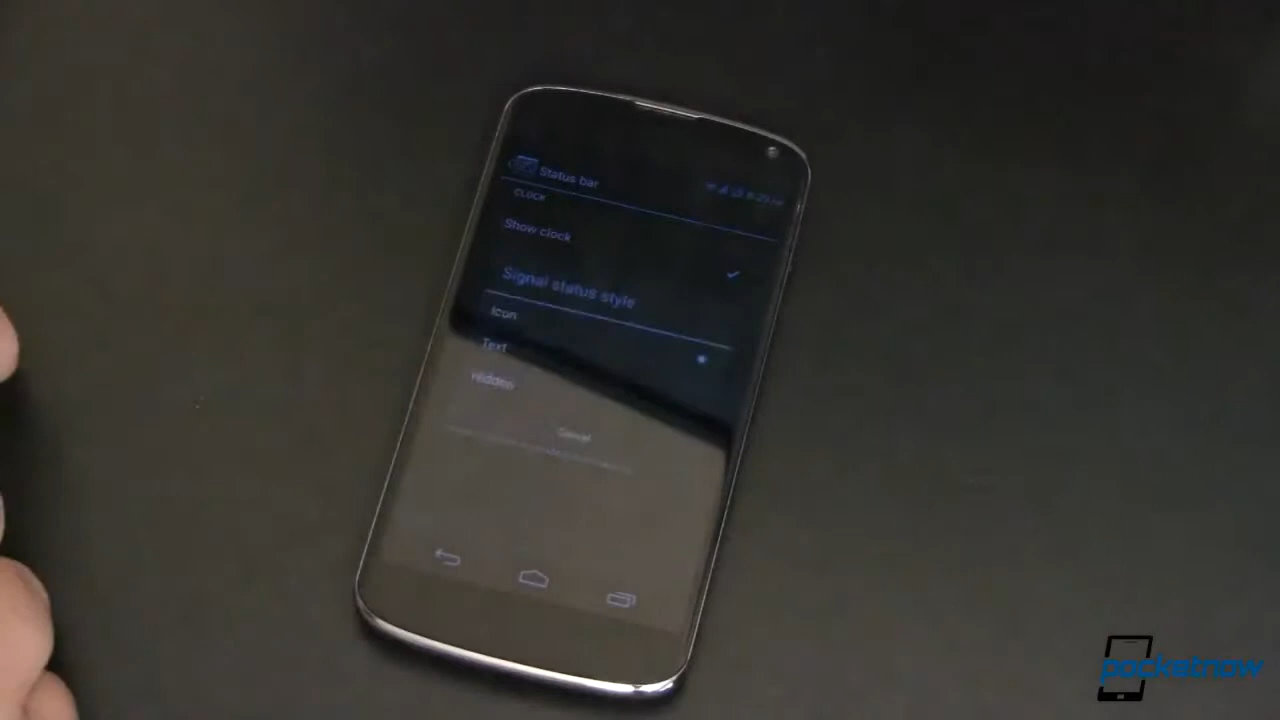 Status bar
CLOCK
Show clock
Signal status style
Icon
Text
Hidden
Cancel
pocketnow